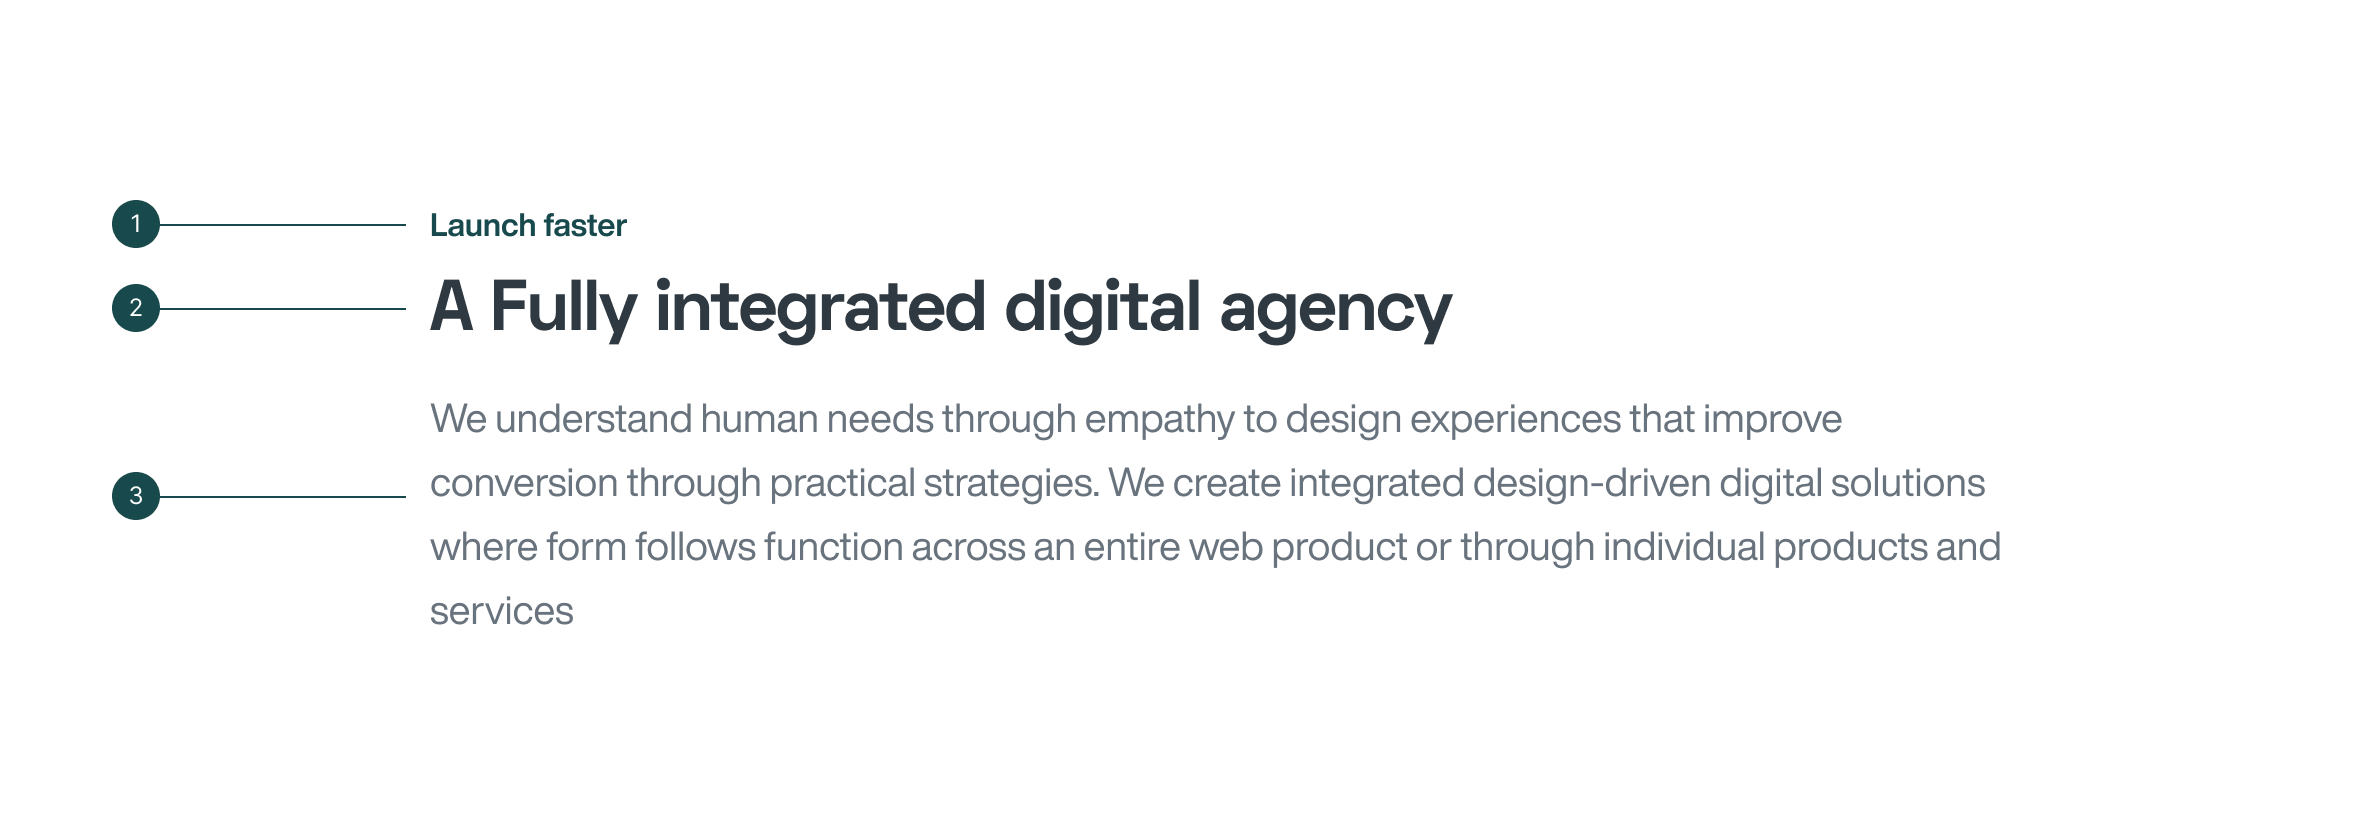 1 Launch faster
2 A Fully integrated digital agency
We understand human needs through empathy to design experiences that improve
3 conversion through practical strategies. We create integrated design-driven digital solutions
where form follows function across an entire web product or through individual products and
services